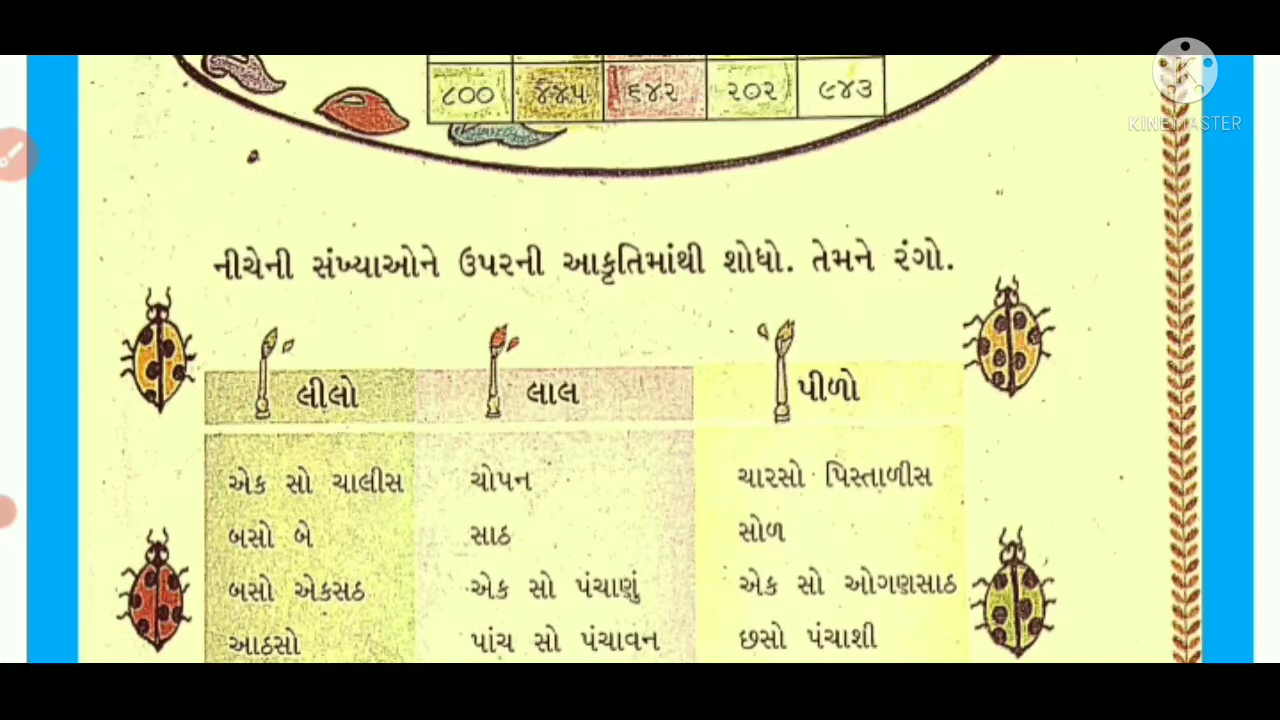 ૮૦૦ ૪૪૫ ૬૪૨ ૨૦૨ ૯૪૩
KINEMASTER
નીચેની સંખ્યાઓને ઉપરની આકૃતિમાંથી શોધો. તેમને રંગો.
લીલો લાલ પીળો
એક સો ચાલીસ ચોપન ચારસો પિસ્તાળીસ
બસો બે સાઠ સોળ
બસો એકસઠ એક સો પંચાણું એક સો ઓગણસાઠ
આઠસો પાંચ સો પંચાવન છસો પંચાશી